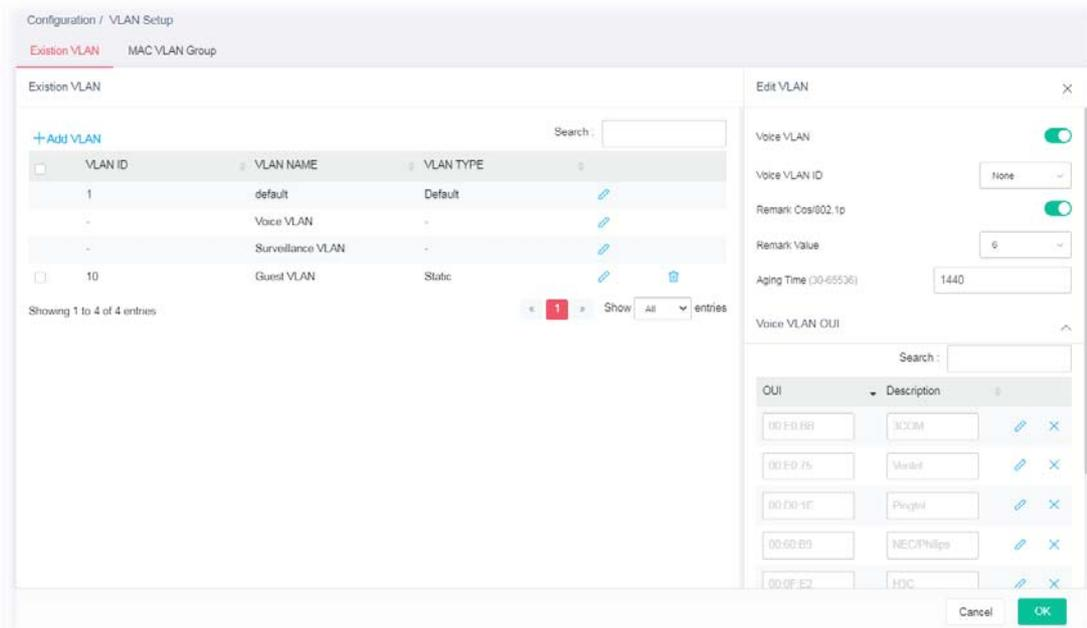 Configuration / VLAN Setup
Existion VLAN MAC VLAN Group
Existion VLAN
+Add VLAN Search :
VLAN ID VLAN NAME VLAN TYPE
1 default Default
- Voice VLAN -
- Surveillance VLAN -
10 Guest VLAN Static
Showing 1 to 4 of 4 entries « 1 » Show All entries
Edit VLAN
Voice VLAN
Voice VLAN ID None
Remark Cos/802.1p
Remark Value 6
Aging Time (30-65536) 1440
Voice VLAN OUI
Search :
OUI Description
00:E0:BB 3COM
00:E0:75 Veritel
00:D0:1E Pingtel
00:60:B9 NEC/Philips
00:0F:E2 H3C
Cancel OK